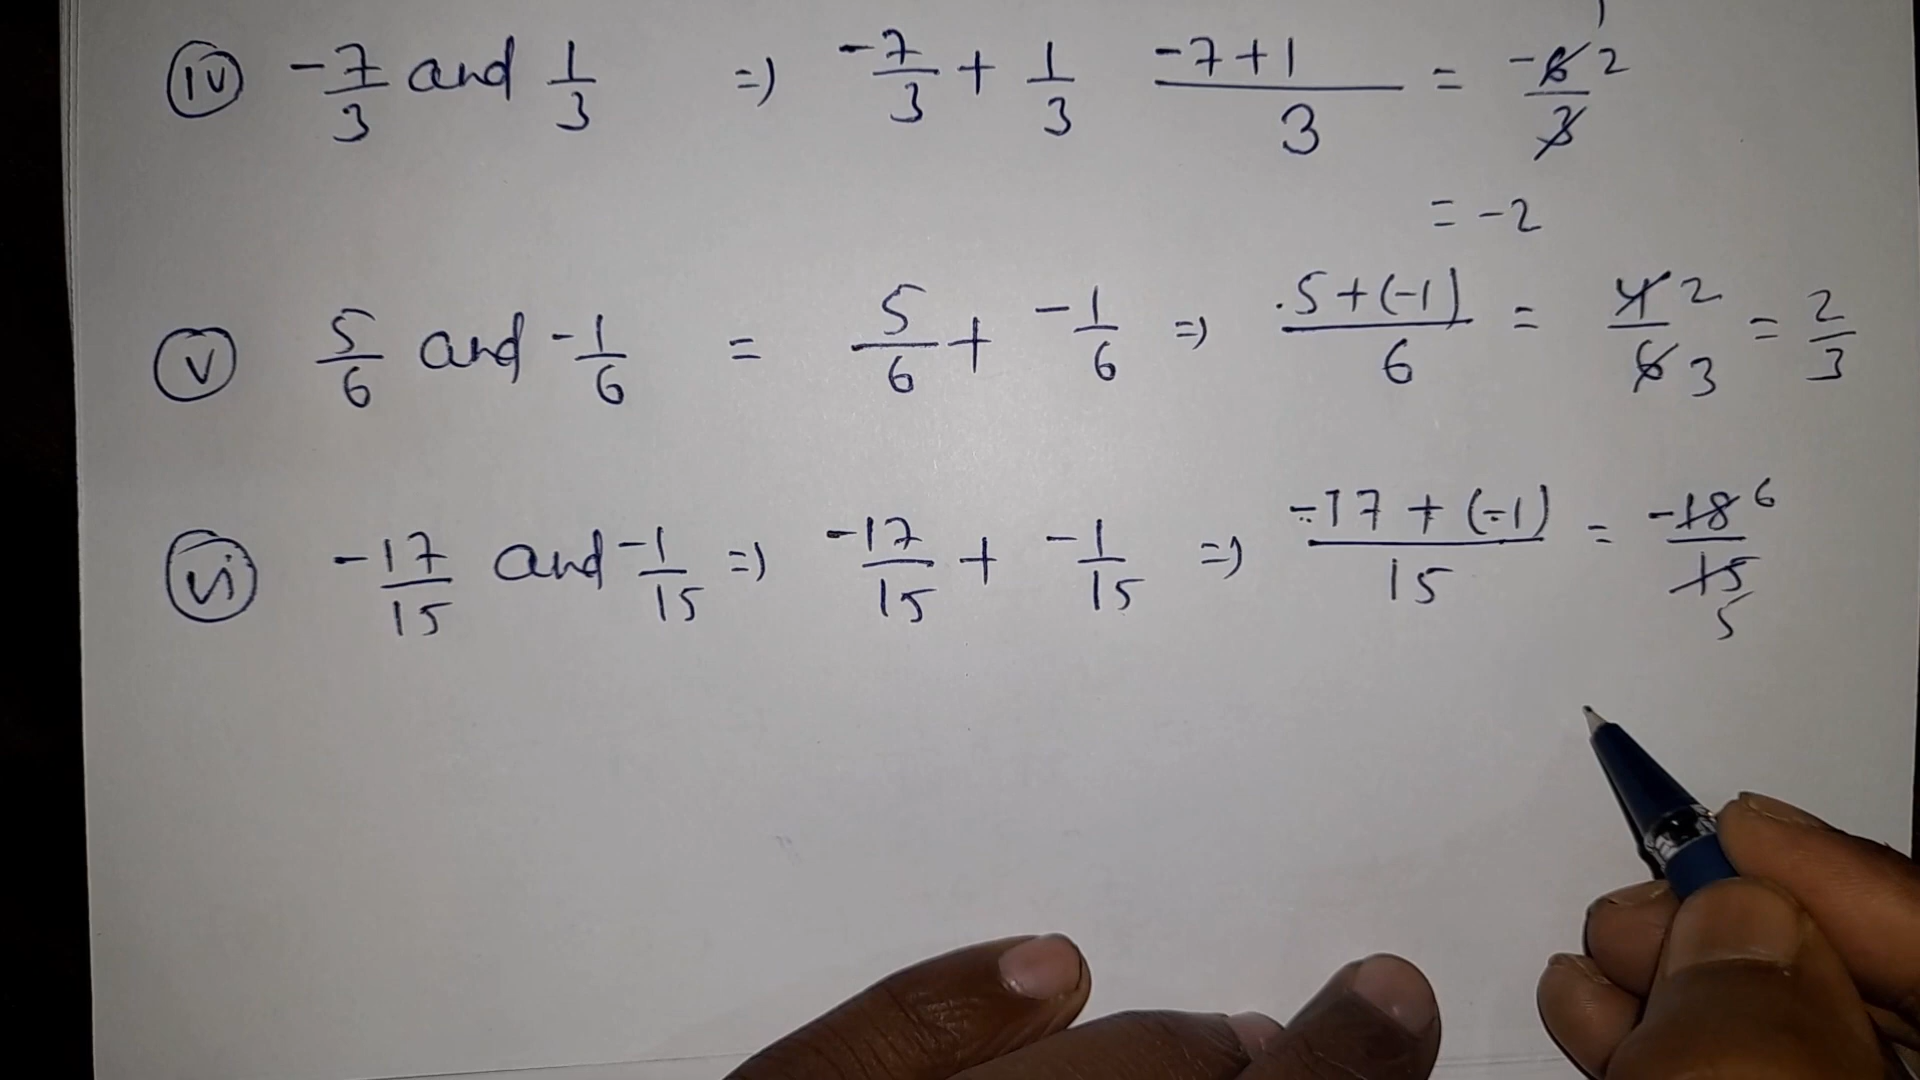 (iv) -7/3 and 1/3 => -7/3 + 1/3 -7+1/3 = -6/3 2 1
= -2
(v) 5/6 and -1/6 = 5/6 + -1/6 => .5+(-1)/6 = 4/6 2 3 = 2/3
(vi) -17/15 and -1/15 => -17/15 + -1/15 => -17+(-1)/15 = -18/15 6 5